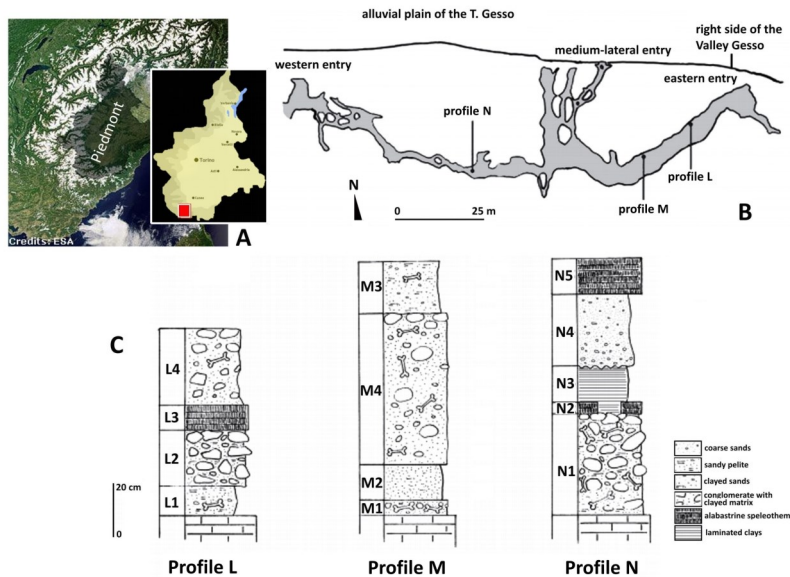 Piedmont
Torino
Credits: ESA
A
alluvial plain of the T. Gesso
right side of the
Valley Gesso
western entry
medium-lateral entry
eastern entry
profile N
profile L
profile M
N
0
25 m
B
C
L4
L3
L2
L1
20 cm
0
Profile L
M3
M4
M2
M1
Profile M
N5
N4
N3
N2
N1
Profile N
coarse sands
sandy pelite
clayed sands
conglomerate with
clayed matrix
alabastrine speleothem
laminated clays